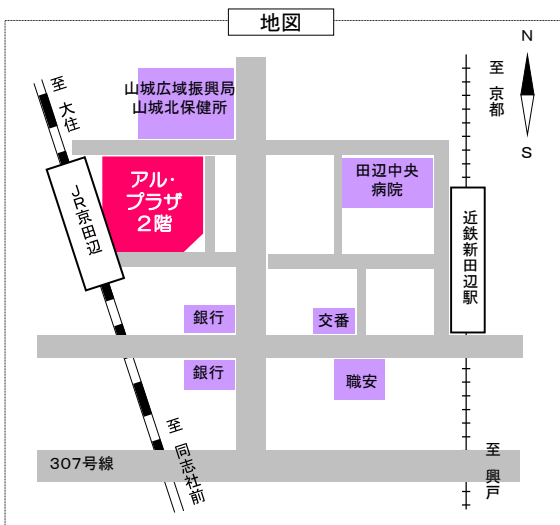 地図
N
S
至 京都
至 大住
山城広域振興局
山城北保健所
アル・
プラザ
2階
田辺中央
病院
JR京田辺
近鉄新田辺駅
銀行
交番
銀行
職安
至 同志社前
至 興戸
307号線